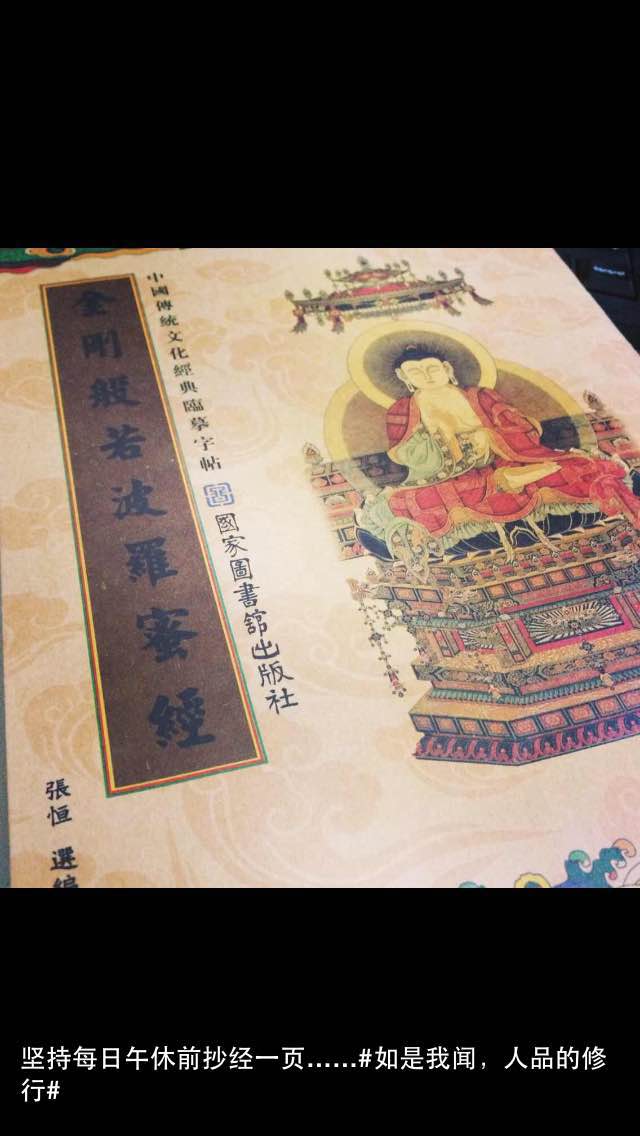 金剛般若波羅蜜經
中國傳統文化經典臨摹字帖
國家圖書館出版社
張恒 選編
坚持每日午休前抄经一页……#如是我闻，人品的修
行#